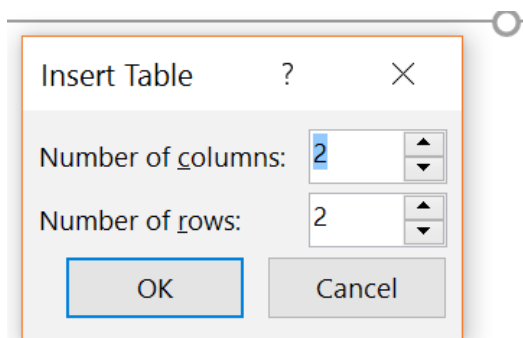 Insert Table ?
Number of columns: 2
Number of rows: 2
OK Cancel